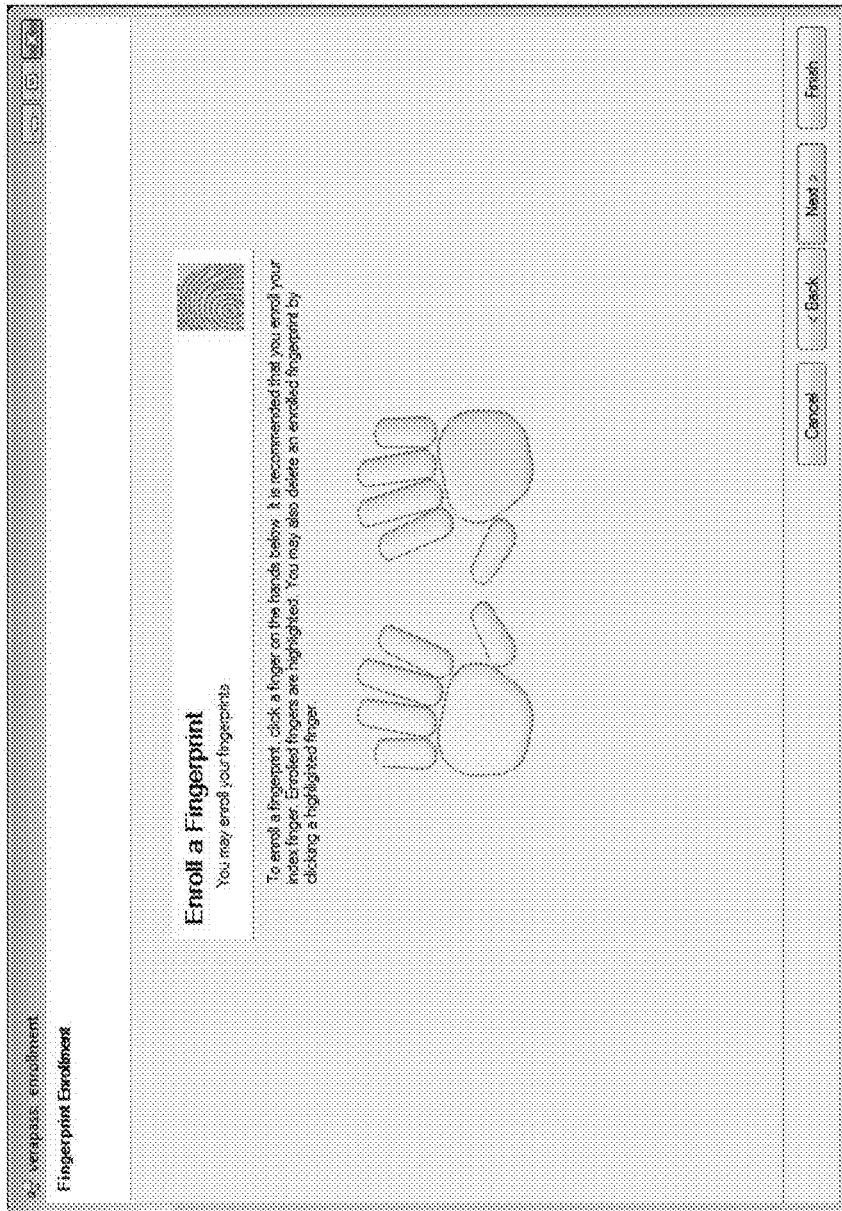 verapass enrollment
Fingerprint Enrollment
Enroll a Fingerprint
You may enroll your fingerprints
To enroll a fingerprint, click a finger on the hands below. It is recommended that you enroll your
index finger. Enrolled fingers are highlighted. You may also delete an enrolled fingerprint by
clicking a highlighted finger.
Cancel
< Back
Next >
Finish